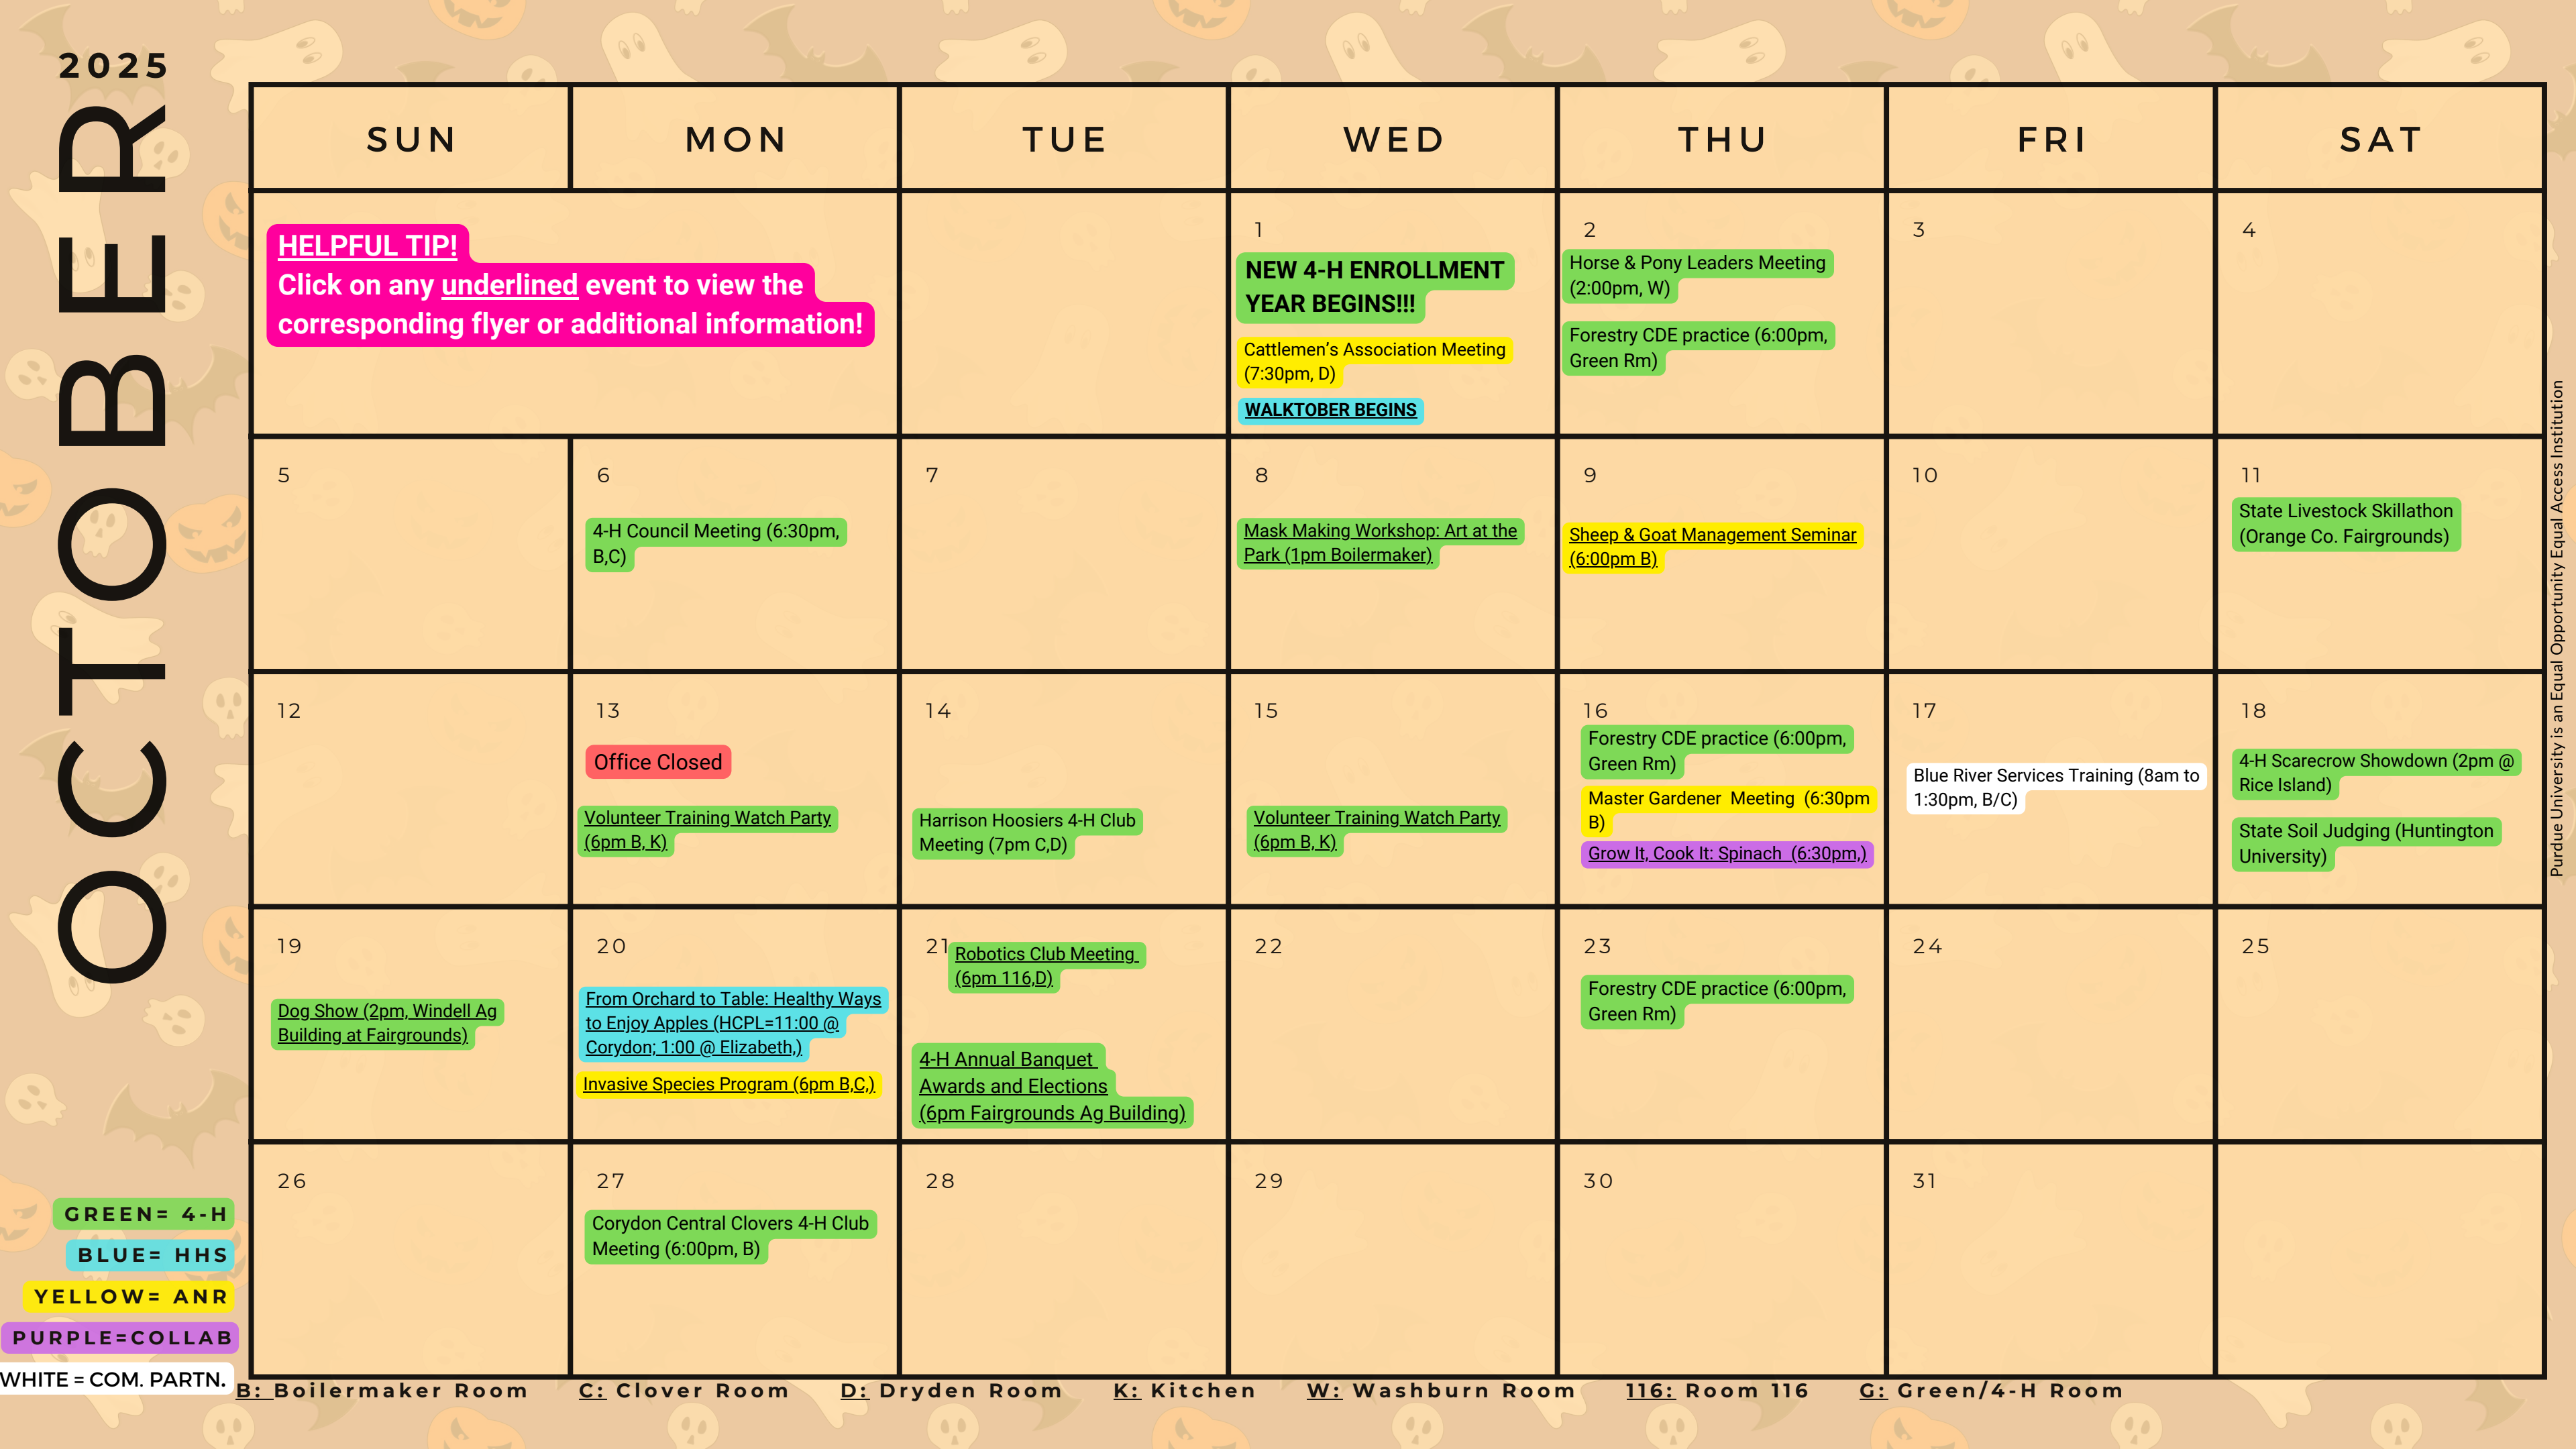 2025
OCTOBER
SUN
MON
TUE
WED
THU
FRI
SAT
HELPFUL TIP!
Click on any underlined event to view the
corresponding flyer or additional information!
1
NEW 4-H ENROLLMENT
YEAR BEGINS!!!
Cattlemen's Association Meeting
(7:30pm, D)
WALKTOBER BEGINS
2
Horse & Pony Leaders Meeting
(2:00pm, W)
Forestry CDE practice (6:00pm,
Green Rm)
3
4
5
6
4-H Council Meeting (6:30pm,
B,C)
7
8
Mask Making Workshop: Art at the
Park (1pm Boilermaker)
9
Sheep & Goat Management Seminar
(6:00pm B)
10
11
State Livestock Skillathon
(Orange Co. Fairgrounds)
12
13
Office Closed
Volunteer Training Watch Party
(6pm B, K)
14
Harrison Hoosiers 4-H Club
Meeting (7pm C,D)
15
Volunteer Training Watch Party
(6pm B, K)
16
Forestry CDE practice (6:00pm,
Green Rm)
Master Gardener Meeting (6:30pm
B)
Grow It, Cook It: Spinach (6:30pm,)
17
Blue River Services Training (8am to
1:30pm, B/C)
18
4-H Scarecrow Showdown (2pm @
Rice Island)
State Soil Judging (Huntington
University)
19
Dog Show (2pm, Windell Ag
Building at Fairgrounds)
20
From Orchard to Table: Healthy Ways
to Enjoy Apples (HCPL=11:00 @
Corydon; 1:00 @ Elizabeth,)
Invasive Species Program (6pm B,C,)
21
Robotics Club Meeting
(6pm 116,D)
4-H Annual Banquet
Awards and Elections
(6pm Fairgrounds Ag Building)
22
23
Forestry CDE practice (6:00pm,
Green Rm)
24
25
26
27
Corydon Central Clovers 4-H Club
Meeting (6:00pm, B)
28
29
30
31
GREEN= 4-H
BLUE= HHS
YELLOW= ANR
PURPLE=COLLAB
WHITE = COM. PARTN.
B: Boilermaker Room C: Clover Room D: Dryden Room K: Kitchen W: Washburn Room 116: Room 116 G: Green/4-H Room
Purdue University is an Equal Opportunity Equal Access Institution